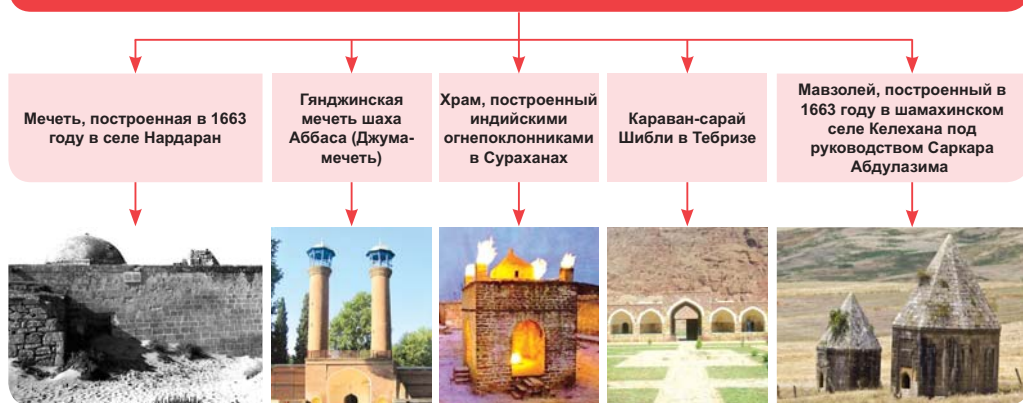 Мечеть, построенная в 1663
году в селе Нардаран
Гянджинская
мечеть шаха
Аббаса (Джума-
мечеть)
Храм, построенный
индийскими
огнепоклонниками
в Сураханах
Караван-сарай
Шибли в Тебризе
Мавзолей, построенный в
1663 году в шамахинском
селе Келехана под
руководством Саркара
Абдулазима